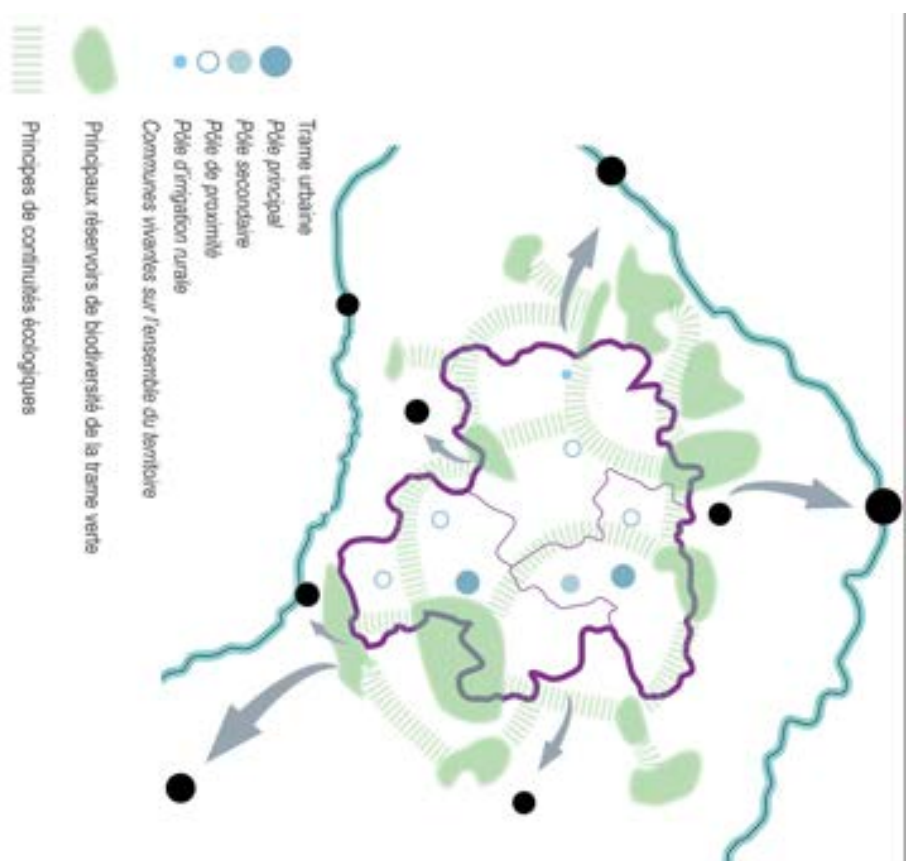 Trame urbaine
Pôle principal
Pôle secondaire
Pôle de proximité
Pôle d'irrigation rurale
Communes vivantes sur l'ensemble du territoire
Principaux réservoirs de biodiversité de la trame verte
Principes de continuités écologiques